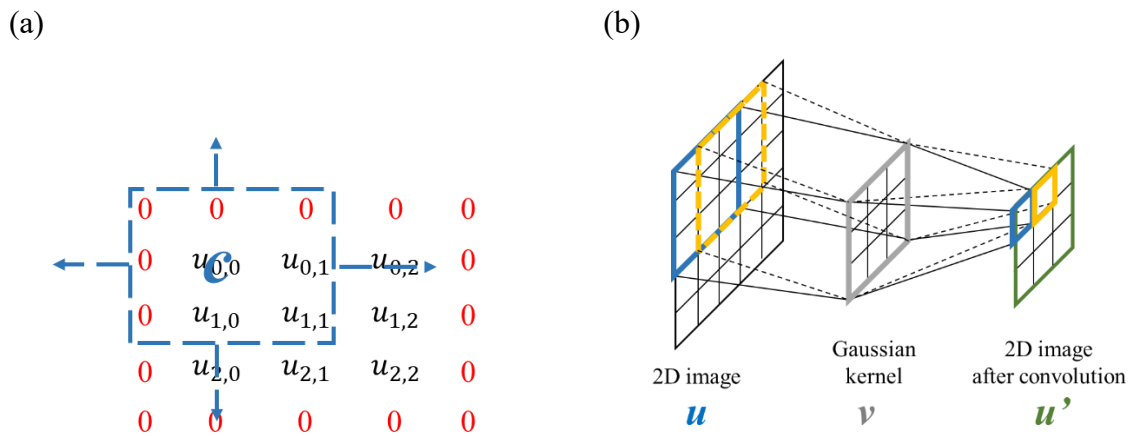 (a)
0 0 0 0 0
0 u0,0 u0,1 u0,2 0
c
0 u1,0 u1,1 u1,2 0
0 u2,0 u2,1 u2,2 0
0 0 0 0 0
(b)
2D image
u
Gaussian
kernel
v
2D image
after convolution
u’